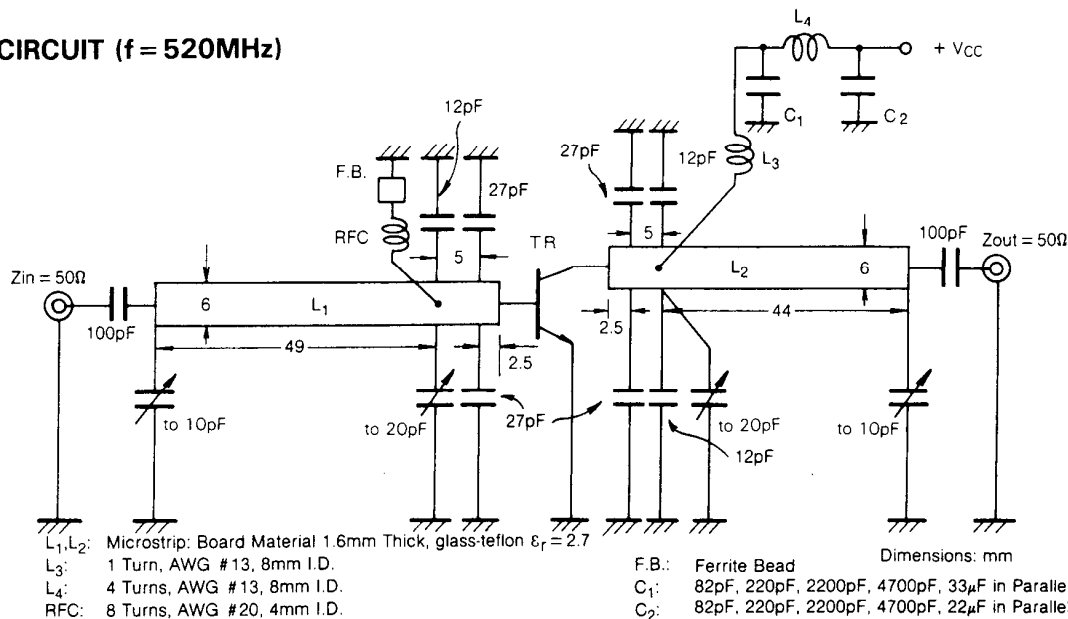 CIRCUIT (f = 520MHz)
L4
+ VCC
C1
C2
12pF
27pF
12pF
L3
F.B.
27pF
RFC
5
TR
5
100pF
Zout = 50Ω
Zin = 50Ω
6
L1
L2
6
100pF
49
2.5
2.5
44
to 10pF
to 20pF
27pF
to 20pF
to 10pF
12pF
L1,L2: Microstrip: Board Material 1.6mm Thick, glass-teflon εr = 2.7
L3: 1 Turn, AWG #13, 8mm I.D.
L4: 4 Turns, AWG #13, 8mm I.D.
RFC: 8 Turns, AWG #20, 4mm I.D.
Dimensions: mm
F.B.: Ferrite Bead
C1: 82pF, 220pF, 2200pF, 4700pF, 33μF in Paralle
C2: 82pF, 220pF, 2200pF, 4700pF, 22μF in Paralle